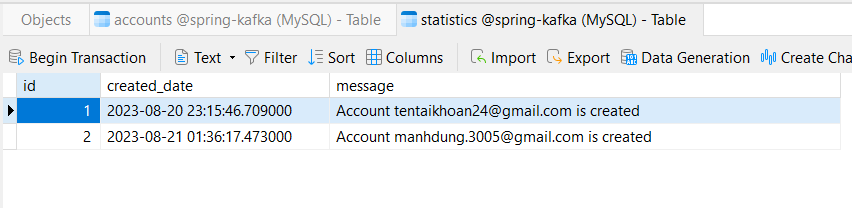 Objects accounts @spring-kafka (MySQL) - Table statistics @spring-kafka (MySQL) - Table
Begin Transaction Text Filter Sort Columns Import Export Data Generation Create Cha
id created_date message
1 2023-08-20 23:15:46.709000 Account tentaikhoan24@gmail.com is created
2 2023-08-21 01:36:17.473000 Account manhdung.3005@gmail.com is created